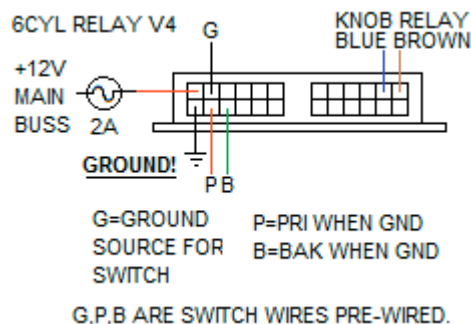 6CYL RELAY V4
G
KNOB RELAY
BLUE BROWN
+12V
MAIN
BUSS 2A
GROUND!
P B
G=GROUND
SOURCE FOR
SWITCH
P=PRI WHEN GND
B=BAK WHEN GND
G,P,B ARE SWITCH WIRES PRE-WIRED.